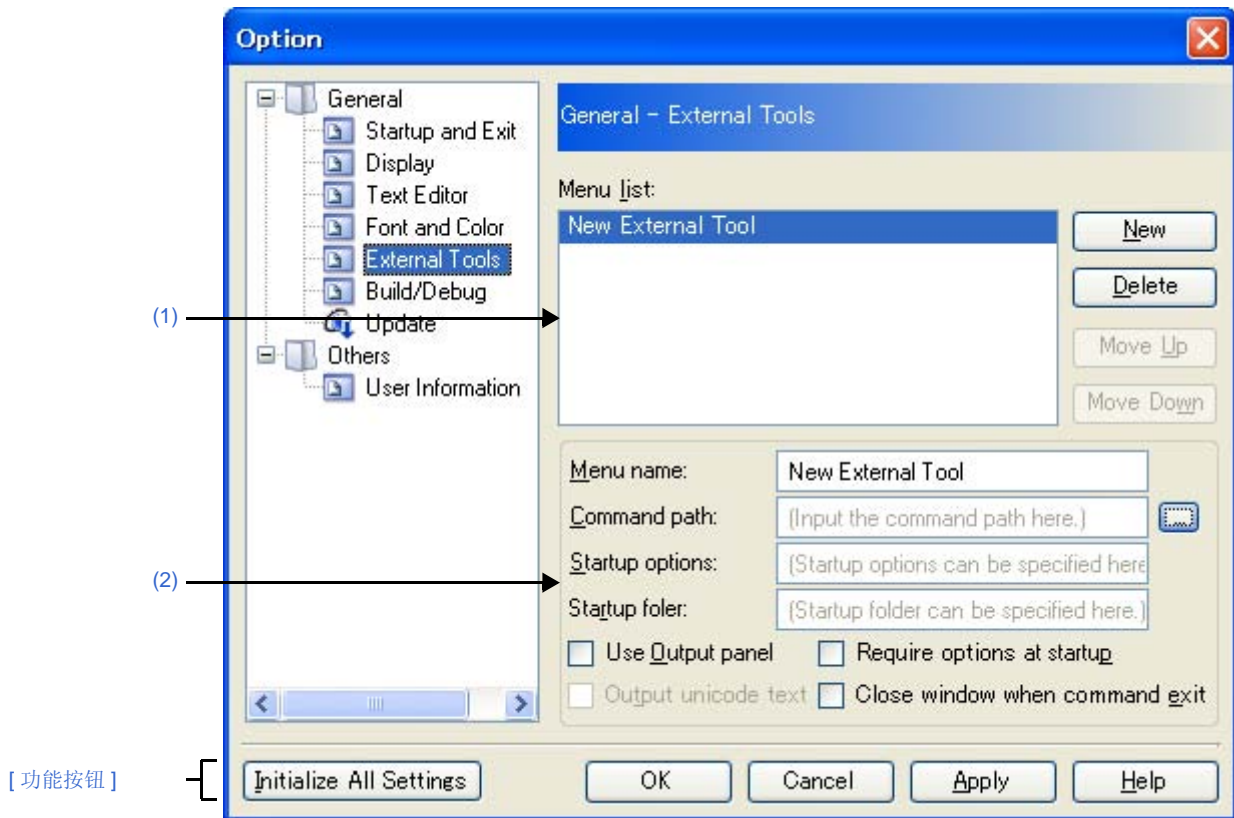 Option
General
Startup and Exit
Display
Text Editor
Font and Color
External Tools
Build/Debug
Update
Others
User Information
General - External Tools
Menu list:
New External Tool
New
Delete
Move Up
Move Down
(1)
Menu name:
New External Tool
Command path:
(Input the command path here.)
...
Startup options:
(Startup options can be specified here
Startup foler:
(Startup folder can be specified here.)
(2)
Use Output panel
Require options at startup
Output unicode text
Close window when command exit
[ 功能按钮 ]
Initialize All Settings
OK
Cancel
Apply
Help